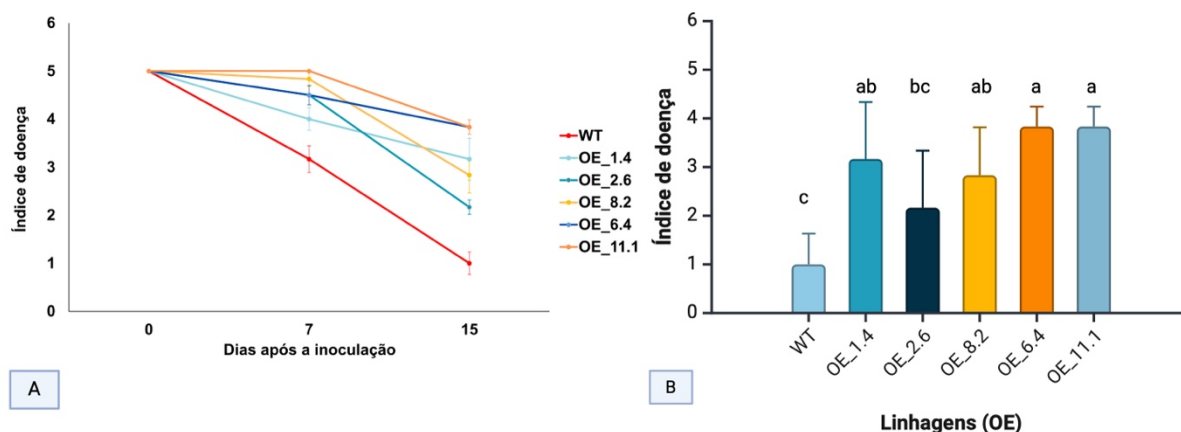 6
5
4
3
2
1
0
Índice de doença
0
7
15
Dias após a inoculação
WT
OE_1.4
OE_2.6
OE_8.2
OE_6.4
OE_11.1
A
6
5
4
3
2
1
0
Índice de doença
c
ab
bc
ab
a
a
WT
OE_1.4
OE_2.6
OE_8.2
OE_6.4
OE_11.1
Linhagens (OE)
B